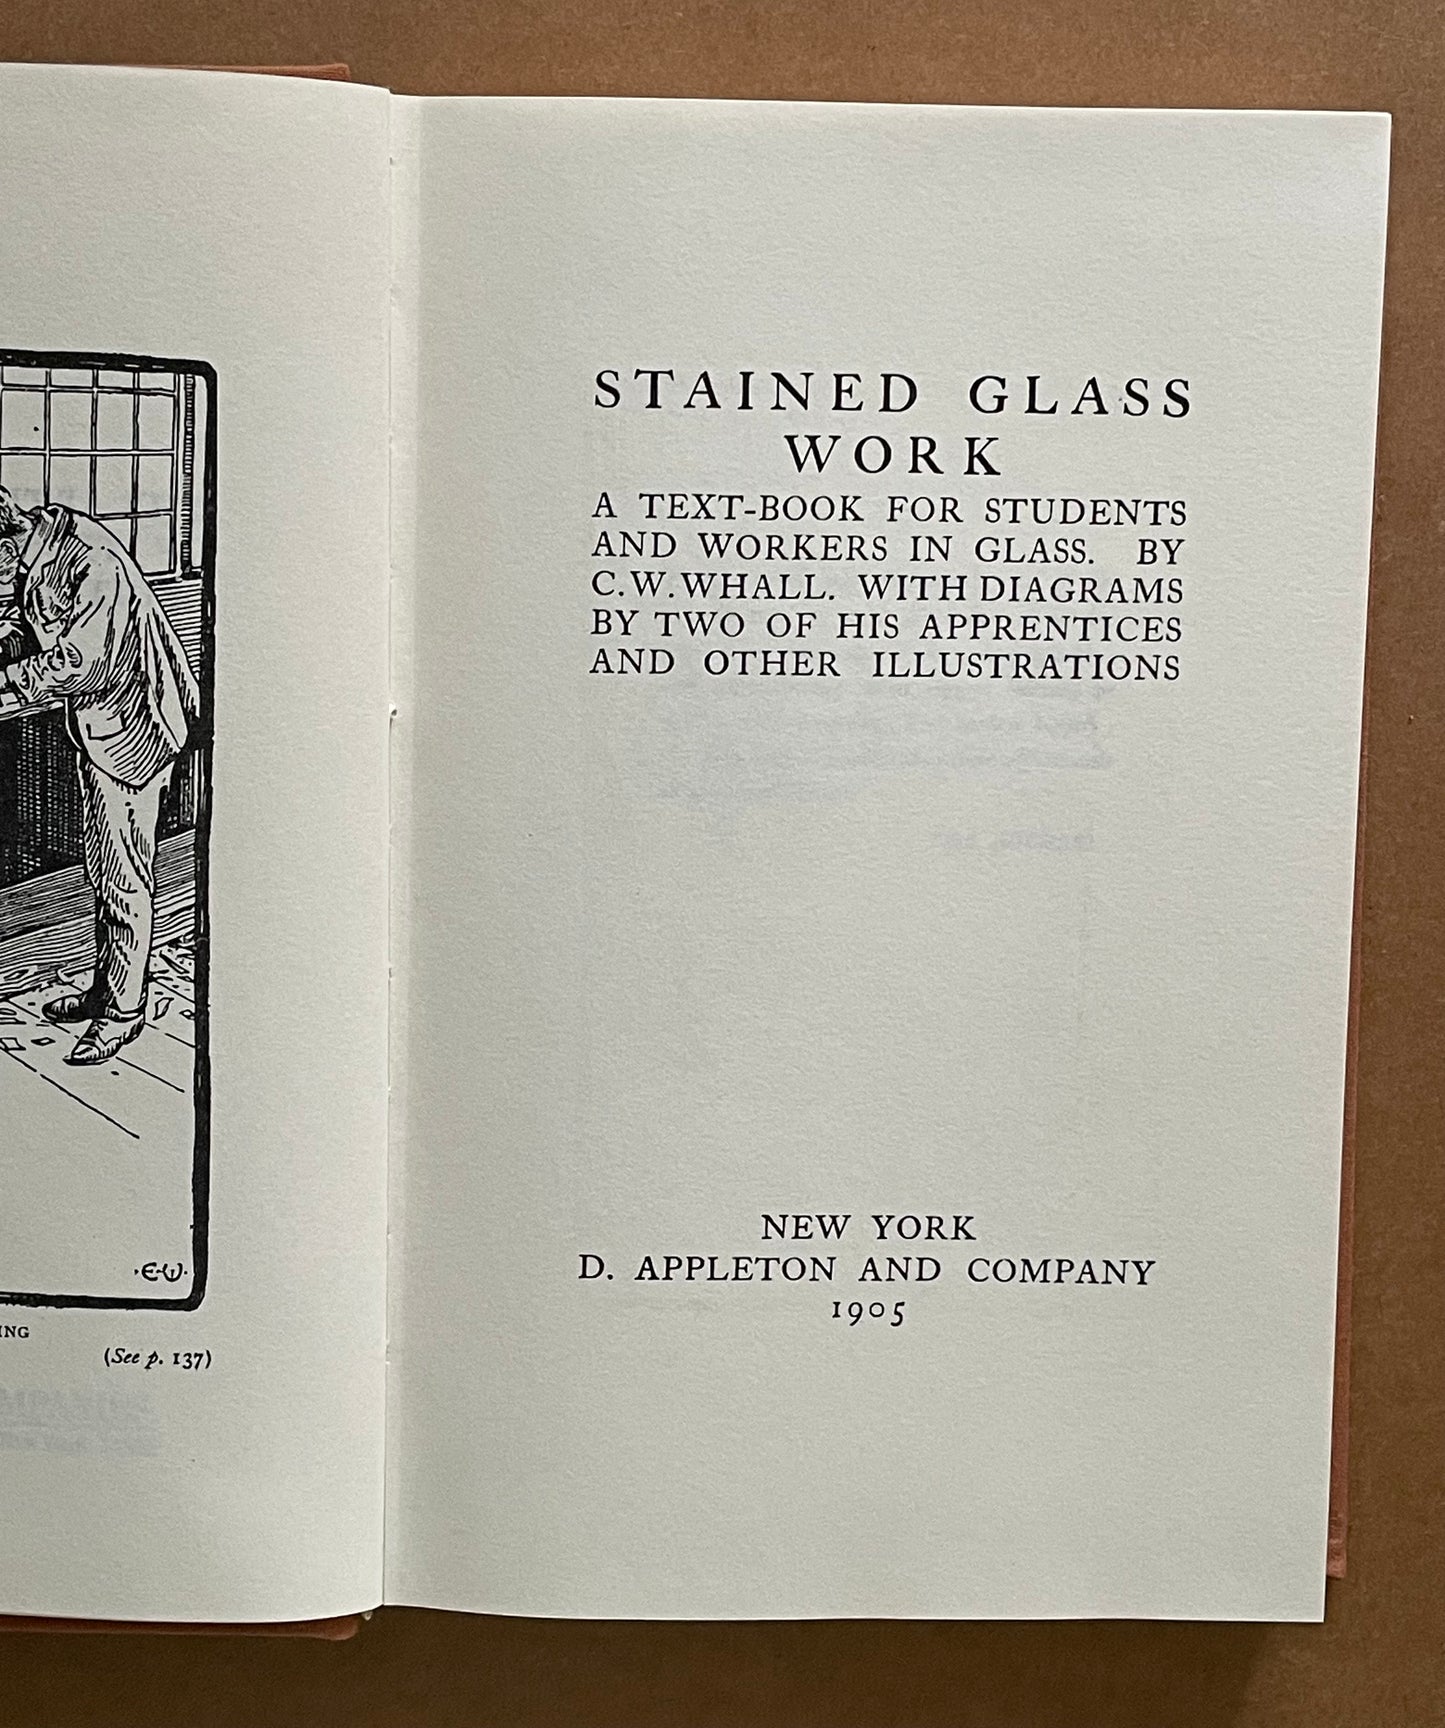 ·E·W·
ING
(See p. 137)
STAINED GLASS
WORK
A TEXT-BOOK FOR STUDENTS
AND WORKERS IN GLASS. BY
C. W. WHALL. WITH DIAGRAMS
BY TWO OF HIS APPRENTICES
AND OTHER ILLUSTRATIONS
NEW YORK
D. APPLETON AND COMPANY
1905